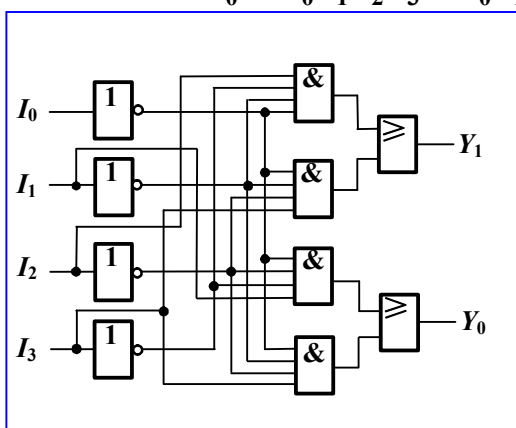 &
I₀ 1
≥ Y₁
I₁ 1 &
I₂ 1 &
≥ Y₀
I₃ 1 &